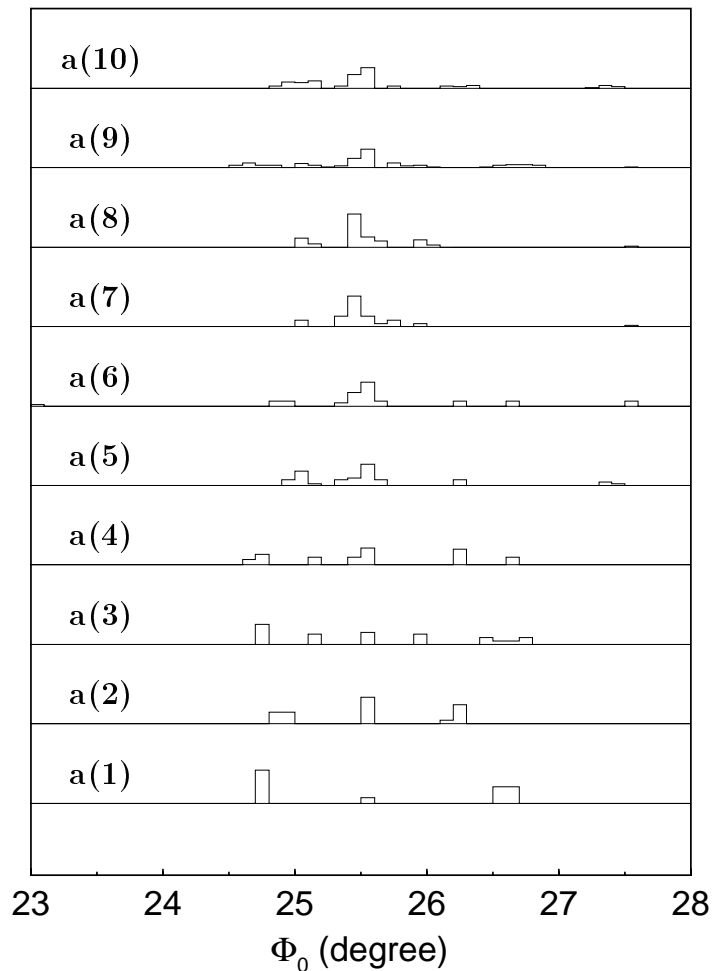 a(10)
a(9)
a(8)
a(7)
a(6)
a(5)
a(4)
a(3)
a(2)
a(1)
23 24 25 26 27 28
Φ₀ (degree)